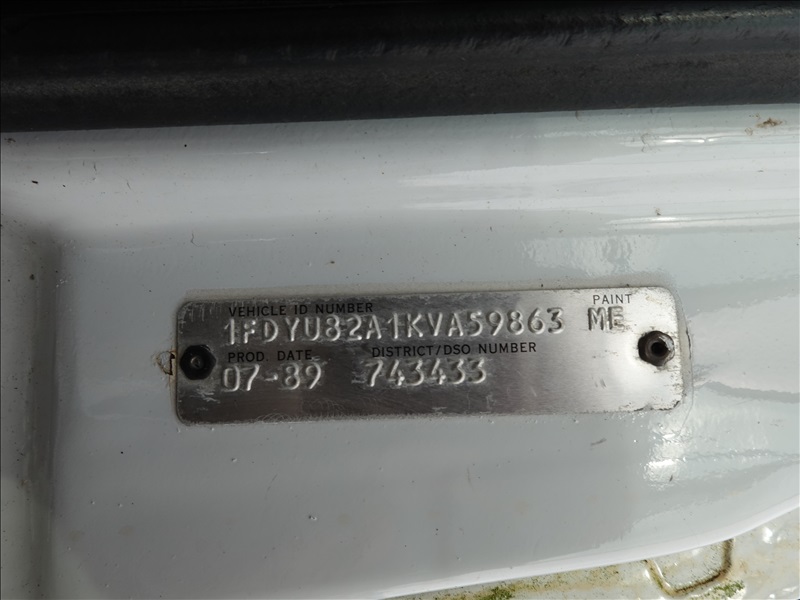 VEHICLE ID NUMBER PAINT
1FDYU82A1KVA59863 ME
PROD. DATE DISTRICT/DSO NUMBER
07-89 743433